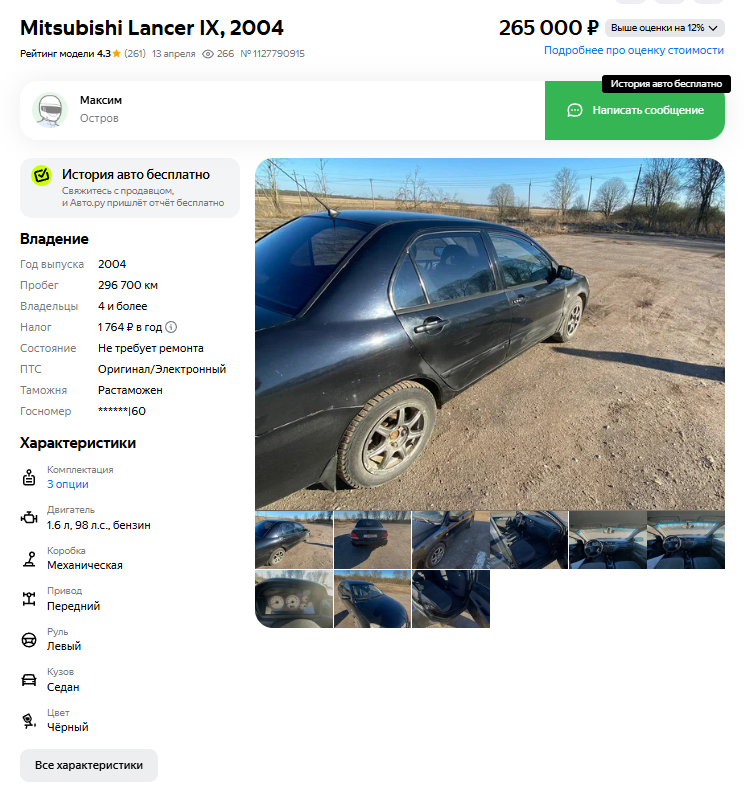 Mitsubishi Lancer IX, 2004
265 000 ₽ Выше оценки на 12%
Рейтинг модели 4.3 (261) 13 апреля 266 № 1127790915
Подробнее про оценку стоимости
История авто бесплатно
Максим
Остров
Написать сообщение
История авто бесплатно
Свяжитесь с продавцом,
и Авто.ру пришлёт отчёт бесплатно
Владение
Год выпуска 2004
Пробег 296 700 км
Владельцы 4 и более
Налог 1 764 ₽ в год
Состояние Не требует ремонта
ПТС Оригинал/Электронный
Таможня Растаможен
Госномер ******|60
Характеристики
Комплектация
3 опции
Двигатель
1.6 л, 98 л.с., бензин
Коробка
Механическая
Привод
Передний
Руль
Левый
Кузов
Седан
Цвет
Чёрный
Все характеристики